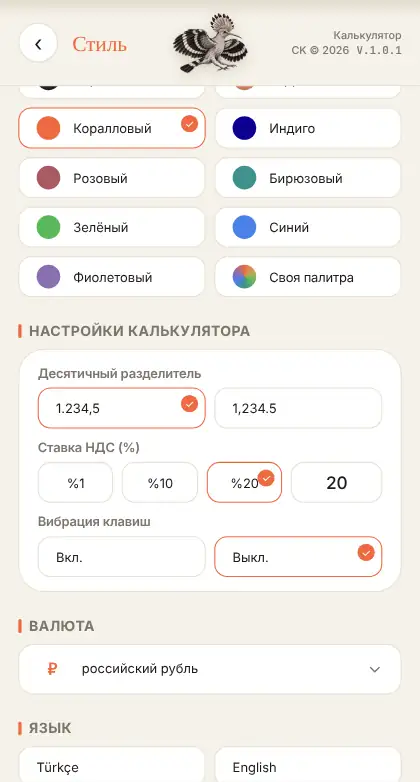 ‹ Стиль
Калькулятор
СК © 2026 V.1.0.1
Коралловый
Индиго
Розовый
Бирюзовый
Зелёный
Синий
Фиолетовый
Своя палитра
НАСТРОЙКИ КАЛЬКУЛЯТОРА
Десятичный разделитель
1.234,5
1,234.5
Ставка НДС (%)
%1
%10
%20
20
Вибрация клавиш
Вкл.
Выкл.
ВАЛЮТА
₽ российский рубль
ЯЗЫК
Türkçe
English